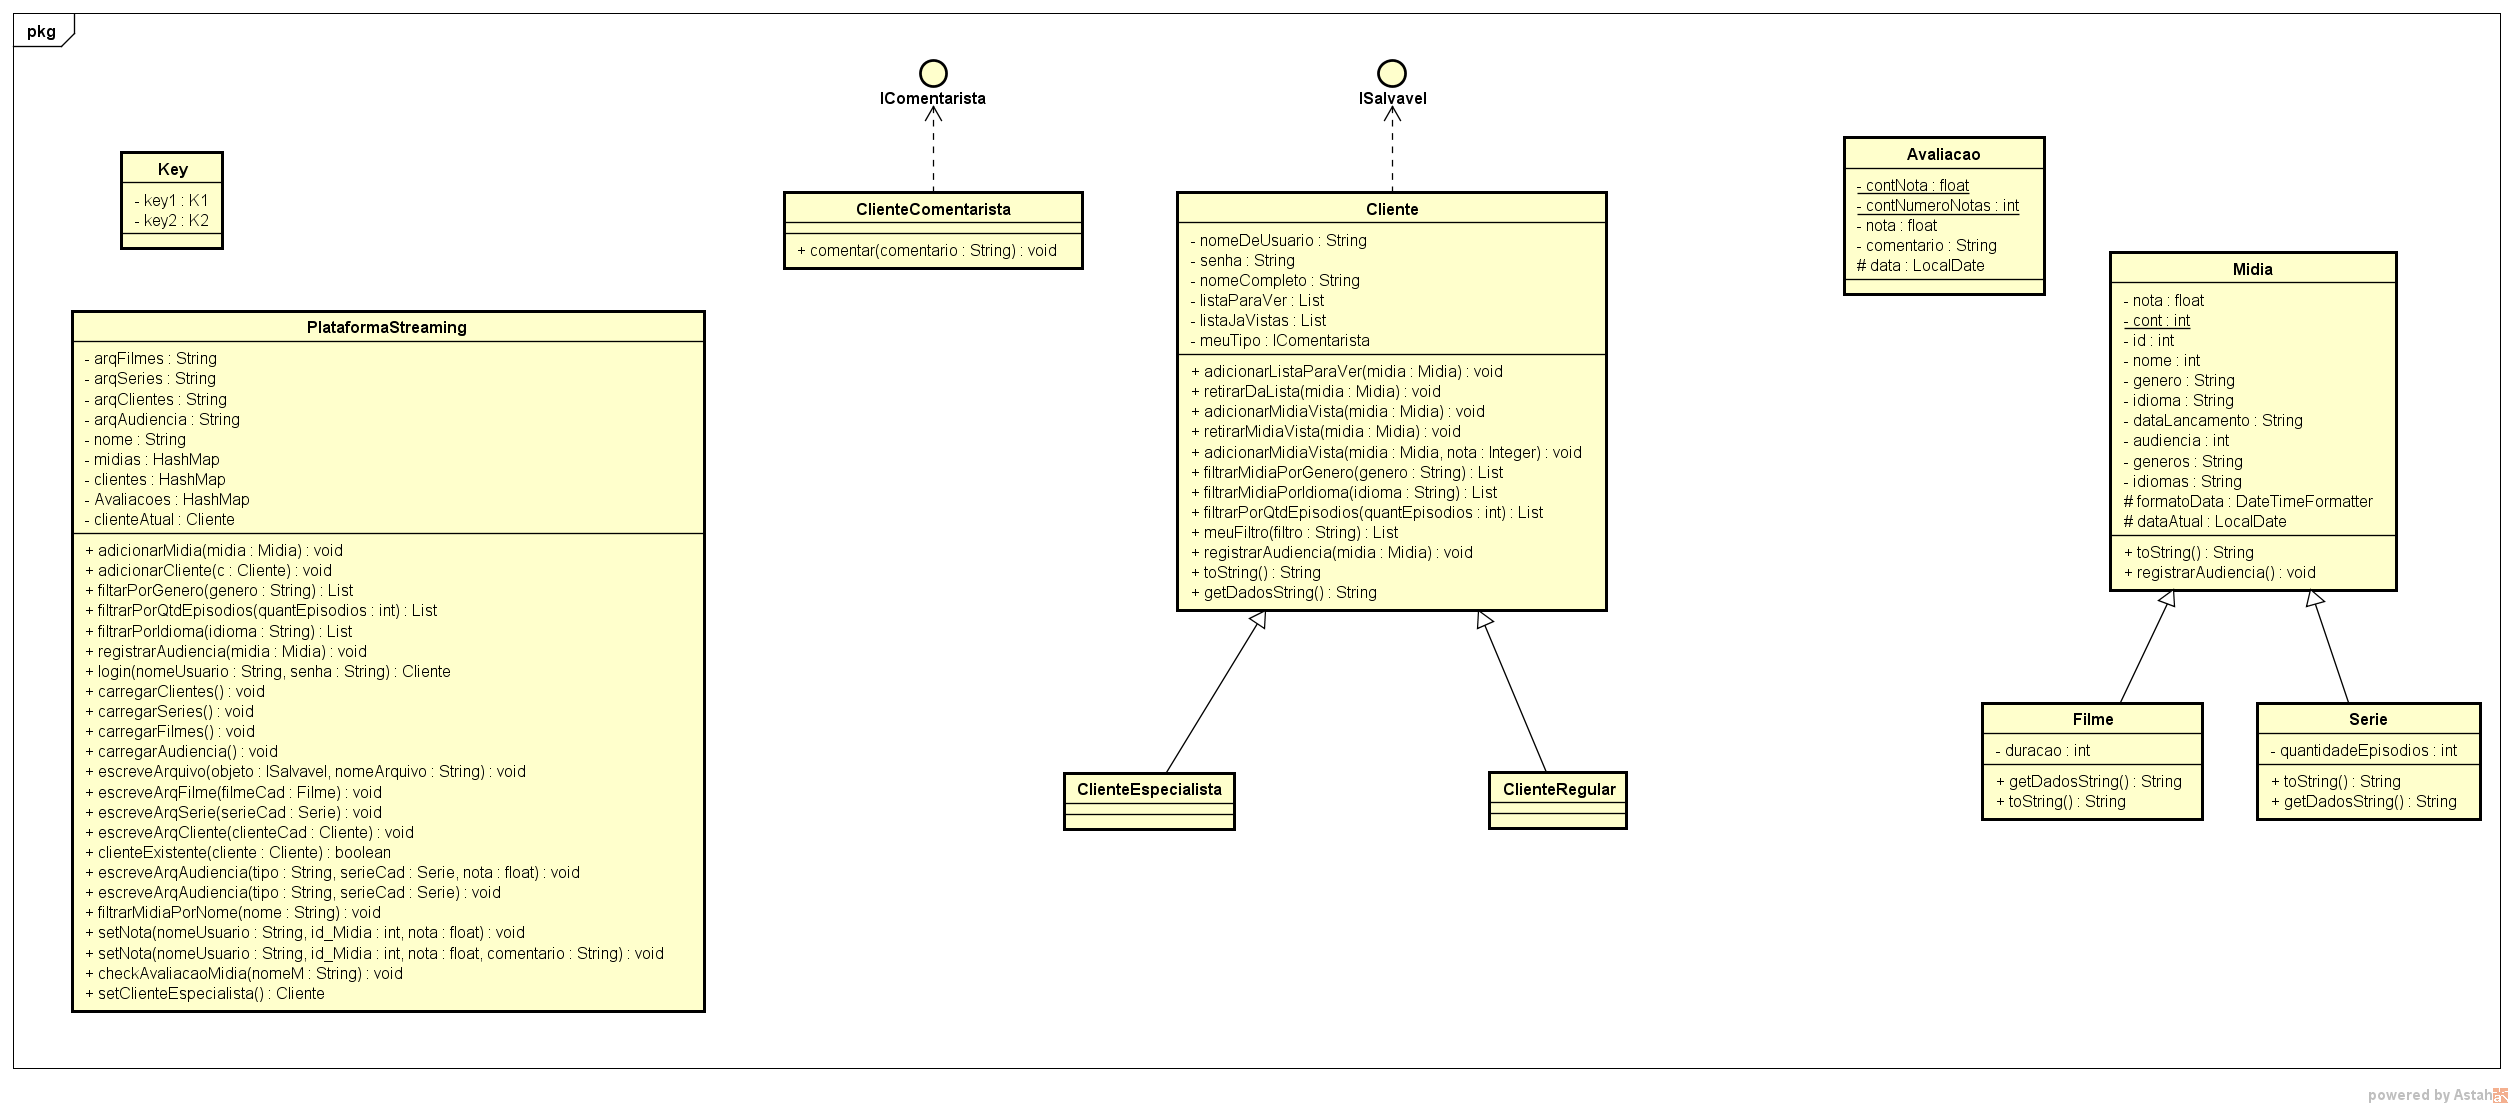 pkg
IComentarista
ISalvavel
Key
- key1 : K1
- key2 : K2
PlataformaStreaming
- arqFilmes : String
- arqSeries : String
- arqClientes : String
- arqAudiencia : String
- nome : String
- midias : HashMap
- clientes : HashMap
- Avaliacoes : HashMap
- clienteAtual : Cliente
+ adicionarMidia(midia : Midia) : void
+ adicionarCliente(c : Cliente) : void
+ filtarPorGenero(genero : String) : List
+ filtrarPorQtdEpisodios(quantEpisodios : int) : List
+ filtrarPorIdioma(idioma : String) : List
+ registrarAudiencia(midia : Midia) : void
+ login(nomeUsuario : String, senha : String) : Cliente
+ carregarClientes() : void
+ carregarSeries() : void
+ carregarFilmes() : void
+ carregarAudiencia() : void
+ escreveArquivo(objeto : ISalvavel, nomeArquivo : String) : void
+ escreveArqFilme(filmeCad : Filme) : void
+ escreveArqSerie(serieCad : Serie) : void
+ escreveArqCliente(clienteCad : Cliente) : void
+ clienteExistente(cliente : Cliente) : boolean
+ escreveArqAudiencia(tipo : String, serieCad : Serie, nota : float) : void
+ escreveArqAudiencia(tipo : String, serieCad : Serie) : void
+ filtrarMidiaPorNome(nome : String) : void
+ setNota(nomeUsuario : String, id_Midia : int, nota : float) : void
+ setNota(nomeUsuario : String, id_Midia : int, nota : float, comentario : String) : void
+ checkAvaliacaoMidia(nomeM : String) : void
+ setClienteEspecialista() : Cliente
ClienteComentarista
+ comentar(comentario : String) : void
Cliente
- nomeDeUsuario : String
- senha : String
- nomeCompleto : String
- listaParaVer : List
- listaJaVistas : List
- meuTipo : IComentarista
+ adicionarListaParaVer(midia : Midia) : void
+ retirarDaLista(midia : Midia) : void
+ adicionarMidiaVista(midia : Midia) : void
+ retirarMidiaVista(midia : Midia) : void
+ adicionarMidiaVista(midia : Midia, nota : Integer) : void
+ filtrarMidiaPorGenero(genero : String) : List
+ filtrarMidiaPorIdioma(idioma : String) : List
+ filtrarPorQtdEpisodios(quantEpisodios : int) : List
+ meuFiltro(filtro : String) : List
+ registrarAudiencia(midia : Midia) : void
+ toString() : String
+ getDadosString() : String
ClienteEspecialista
ClienteRegular
Avaliacao
- contNota : float
- contNumeroNotas : int
- nota : float
- comentario : String
# data : LocalDate
Midia
- nota : float
- cont : int
- id : int
- nome : int
- genero : String
- idioma : String
- dataLancamento : String
- audiencia : int
- generos : String
- idiomas : String
# formatoData : DateTimeFormatter
# dataAtual : LocalDate
+ toString() : String
+ registrarAudiencia() : void
Filme
- duracao : int
+ getDadosString() : String
+ toString() : String
Serie
- quantidadeEpisodios : int
+ toString() : String
+ getDadosString() : String
powered by Astah